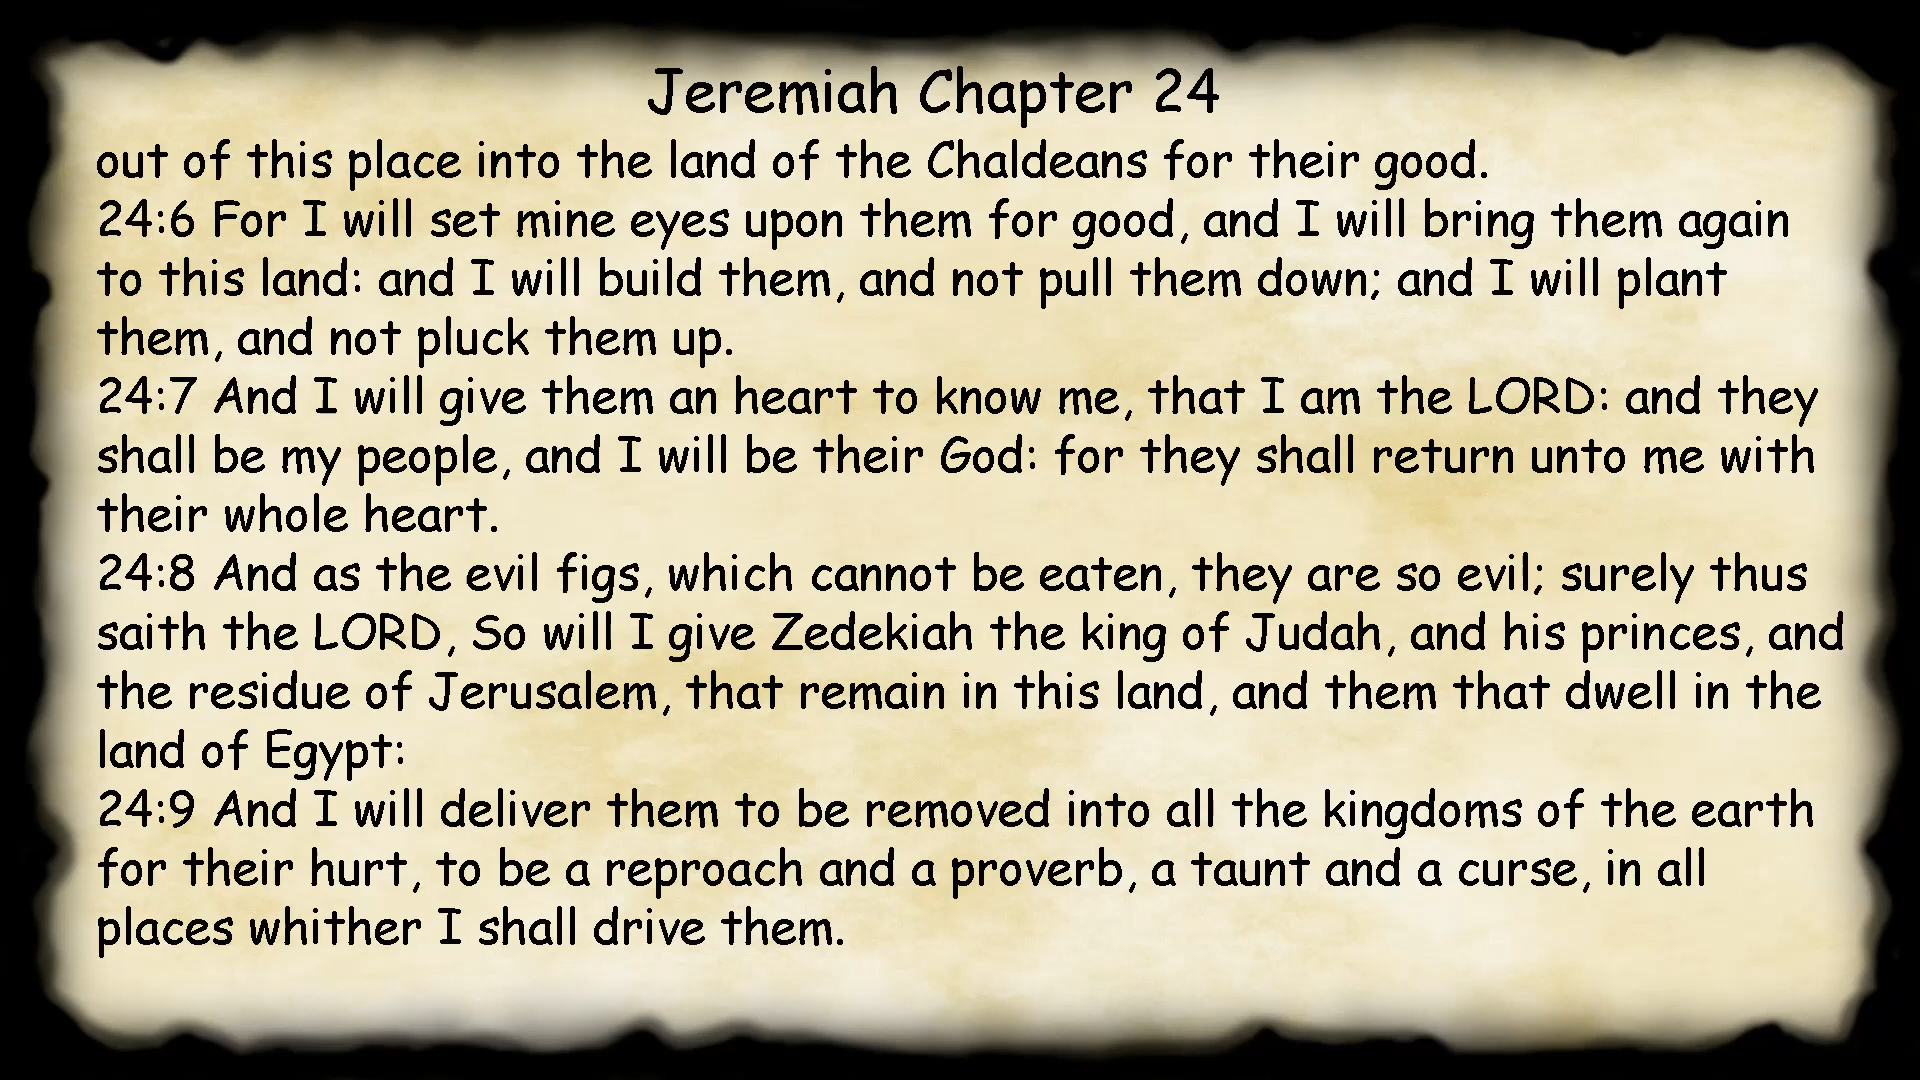 Jeremiah Chapter 24
out of this place into the land of the Chaldeans for their good.
24:6 For I will set mine eyes upon them for good, and I will bring them again
to this land: and I will build them, and not pull them down; and I will plant
them, and not pluck them up.
24:7 And I will give them an heart to know me, that I am the LORD: and they
shall be my people, and I will be their God: for they shall return unto me with
their whole heart.
24:8 And as the evil figs, which cannot be eaten, they are so evil; surely thus
saith the LORD, So will I give Zedekiah the king of Judah, and his princes, and
the residue of Jerusalem, that remain in this land, and them that dwell in the
land of Egypt:
24:9 And I will deliver them to be removed into all the kingdoms of the earth
for their hurt, to be a reproach and a proverb, a taunt and a curse, in all
places whither I shall drive them.